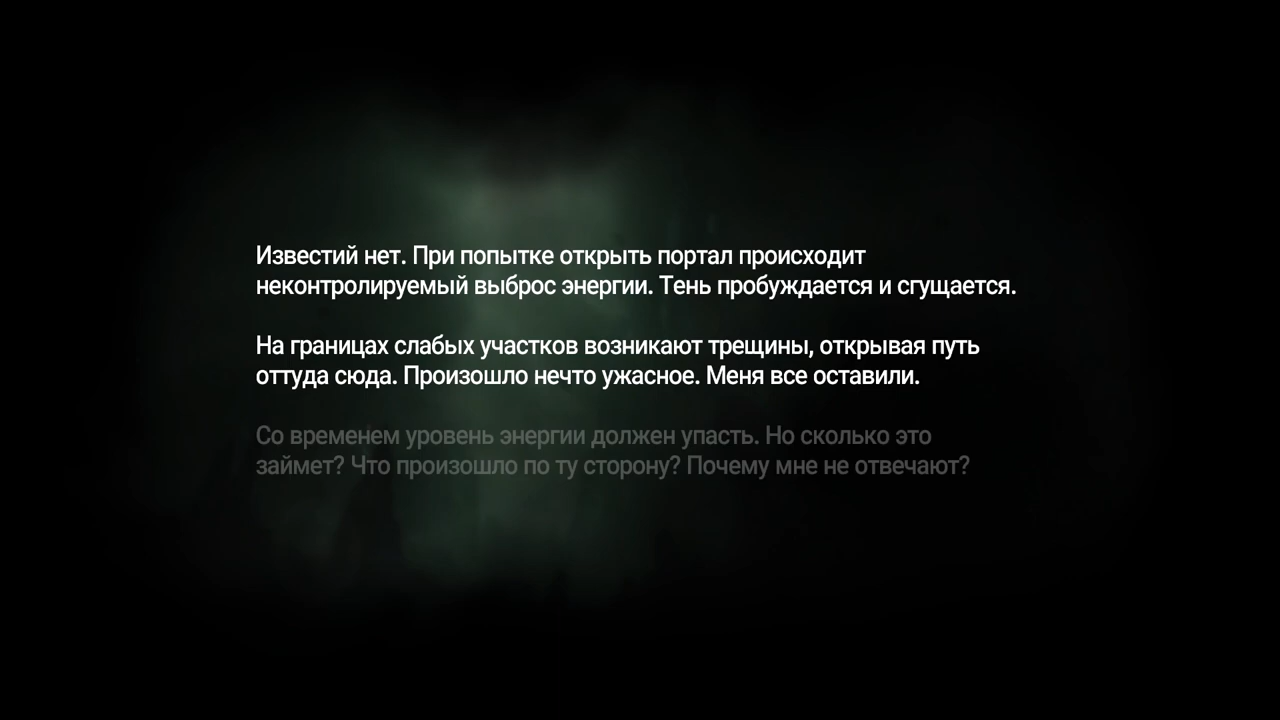 Известий нет. При попытке открыть портал происходит
неконтролируемый выброс энергии. Тень пробуждается и сгущается.
На границах слабых участков возникают трещины, открывая путь
оттуда сюда. Произошло нечто ужасное. Меня все оставили.
Со временем уровень энергии должен упасть. Но сколько это
займет? Что произошло по ту сторону? Почему мне не отвечают?